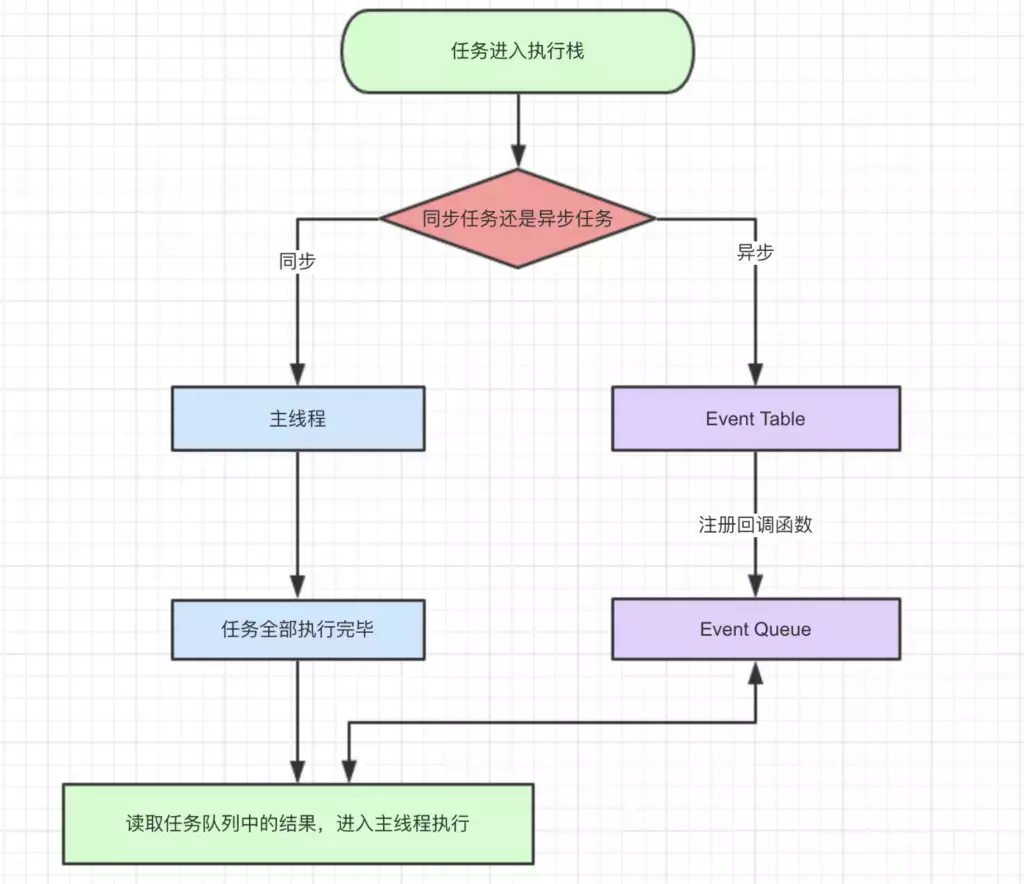 任务进入执行栈
同步任务还是异步任务
同步
异步
主线程
Event Table
注册回调函数
任务全部执行完毕
Event Queue
读取任务队列中的结果，进入主线程执行